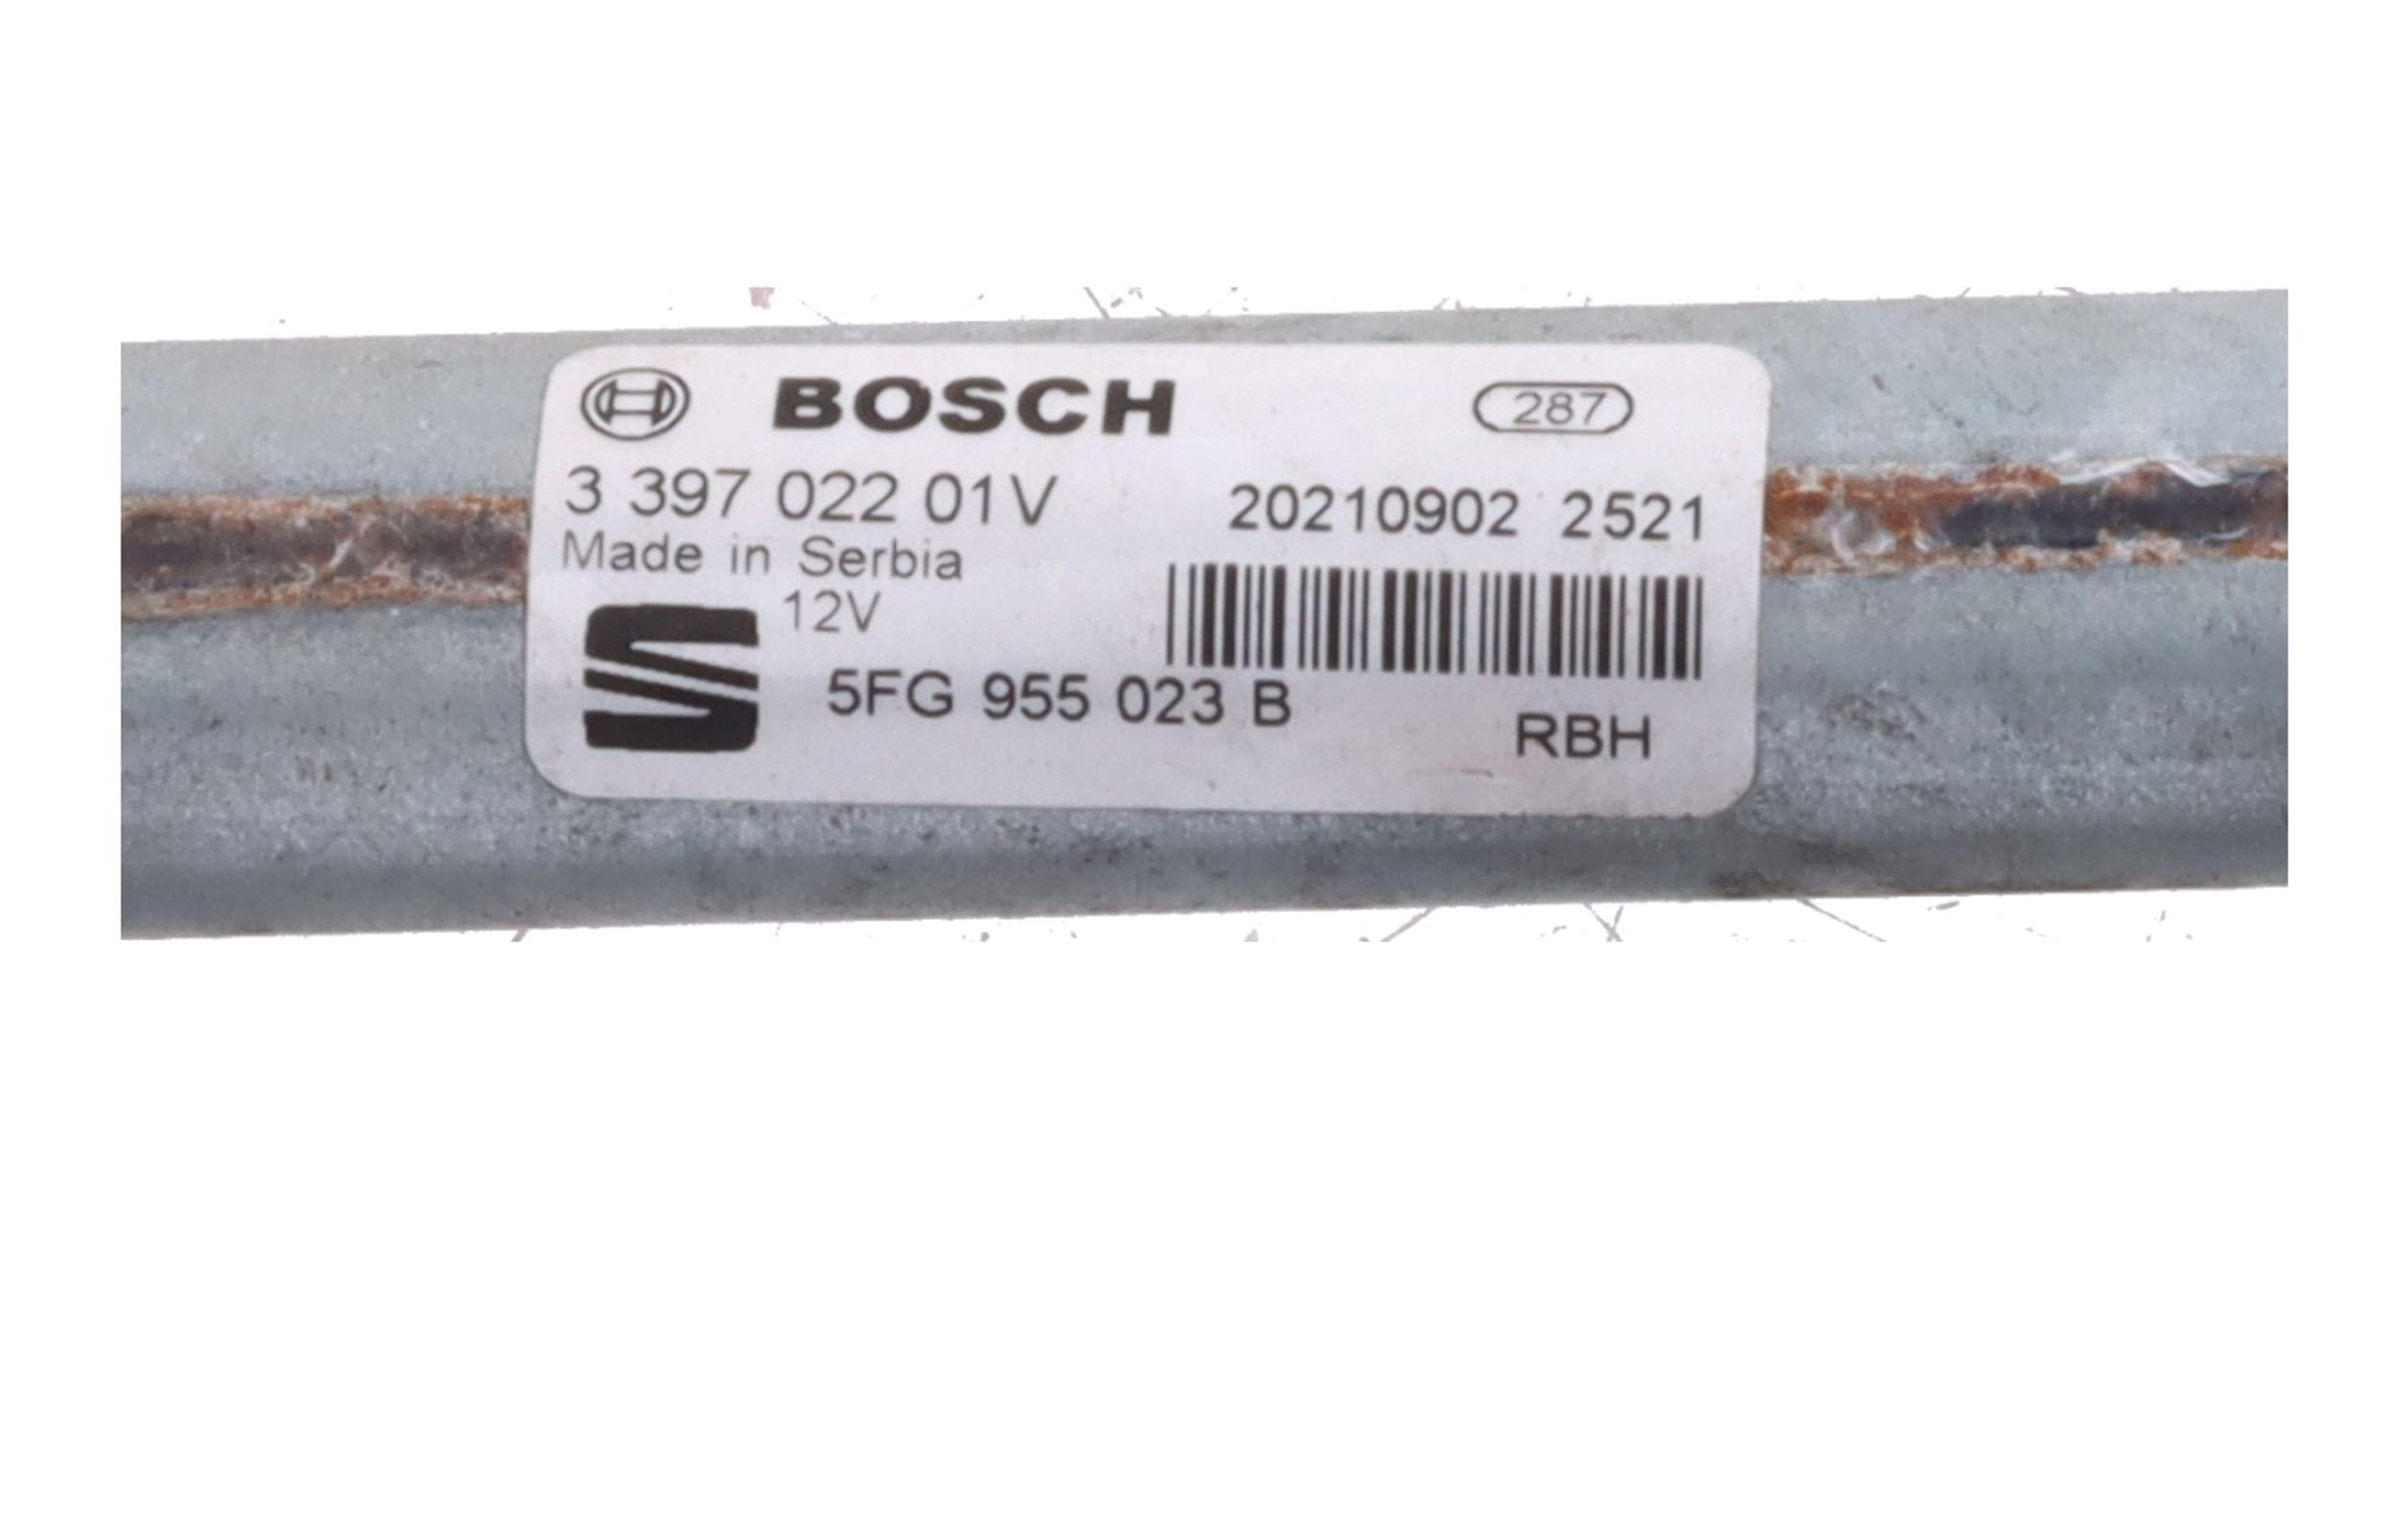 BOSCH 287
3 397 022 01V 20210902 2521
Made in Serbia
12V
5FG 955 023 B
RBH